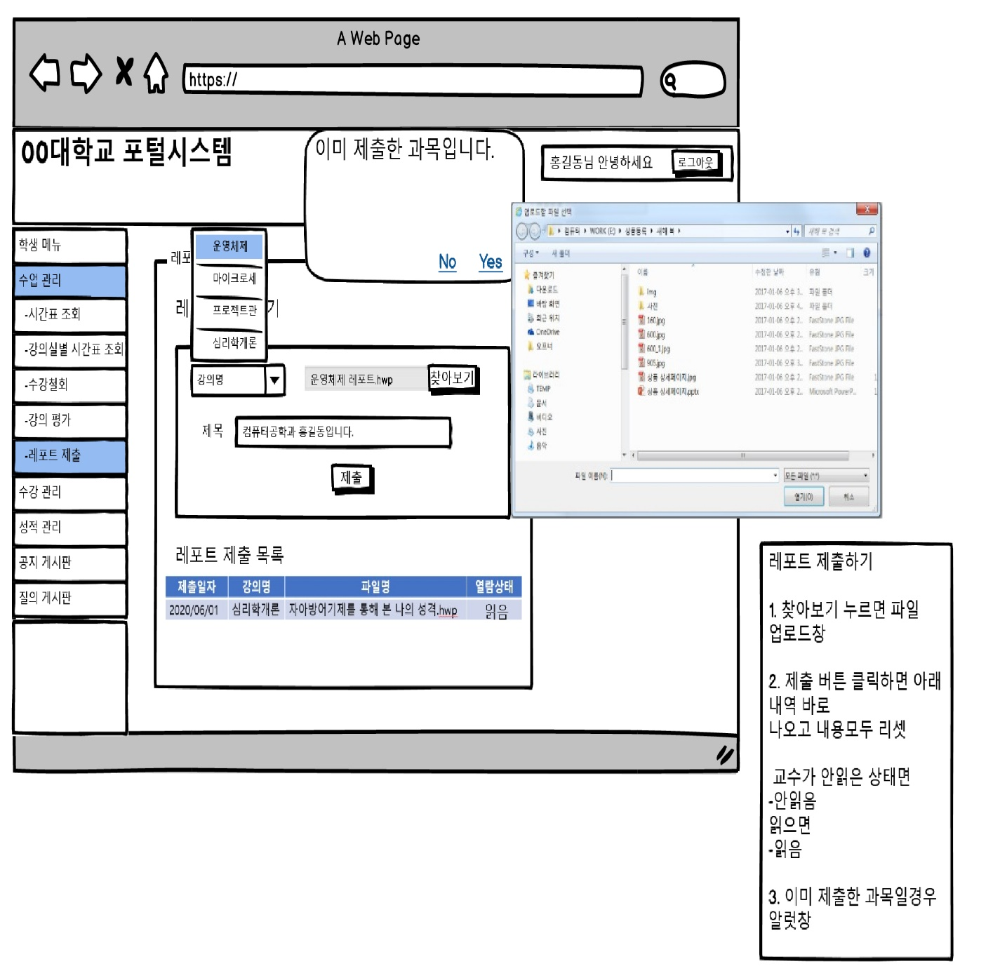 A Web Page
https://
00대학교 포털시스템
이미 제출한 과목입니다.
No Yes
홍길동님 안녕하세요 로그아웃
학생 메뉴
수업 관리
-시간표 조회
-강의실별 시간표 조회
-수강철회
-강의 평가
-레포트 제출
수강 관리
성적 관리
공지 게시판
질의 게시판
레포
레 기
운영체제
마이크로세
프로젝트관
심리학개론
강의명
운영체제 레포트.hwp 찾아보기
제목 컴퓨터공학과 홍길동입니다.
제출
레포트 제출 목록
제출일자 강의명 파일명 열람상태
2020/06/01 심리학개론 자아방어기제를 통해 본 나의 성격.hwp 읽음
업로드할 파일 선택
컴퓨터 WORK (E:) 상품등록 새해 복
구성 새 폴더
즐겨찾기
다운로드
바탕 화면
최근 위치
OneDrive
오프너
라이브러리
TEMP
문서
비디오
사진
음악
이름 수정한 날짜 유형 크기
img 2017-01-06 오후 3... 파일 폴더
사진 2017-01-06 오후 4... 파일 폴더
160.jpg 2017-01-06 오후 2... FastStone JPG File
600.jpg 2017-01-06 오후 2... FastStone JPG File
600_1.jpg 2017-01-06 오후 2... FastStone JPG File
905.jpg 2017-01-06 오후 3... FastStone JPG File
상품 상세페이지.jpg 2017-01-06 오후 2... FastStone JPG File 1
상품 상세페이지.pptx 2017-01-06 오후 2... Microsoft PowerP... 1
파일 이름(N): 모든 파일 (*.*)
열기(O) 취소
레포트 제출하기
1. 찾아보기 누르면 파일
업로드창
2. 제출 버튼 클릭하면 아래
내역 바로
나오고 내용모두 리셋
교수가 안읽은 상태면
-안읽음
읽으면
-읽음
3. 이미 제출한 과목일경우
알럿창